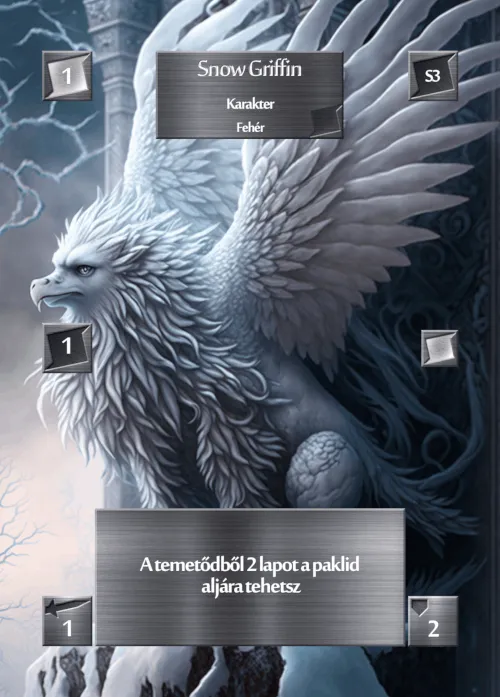 1
Snow Griffin
S3
Karakter
Fehér
1
A temetődből 2 lapot a paklid
aljára tehetsz
1
2